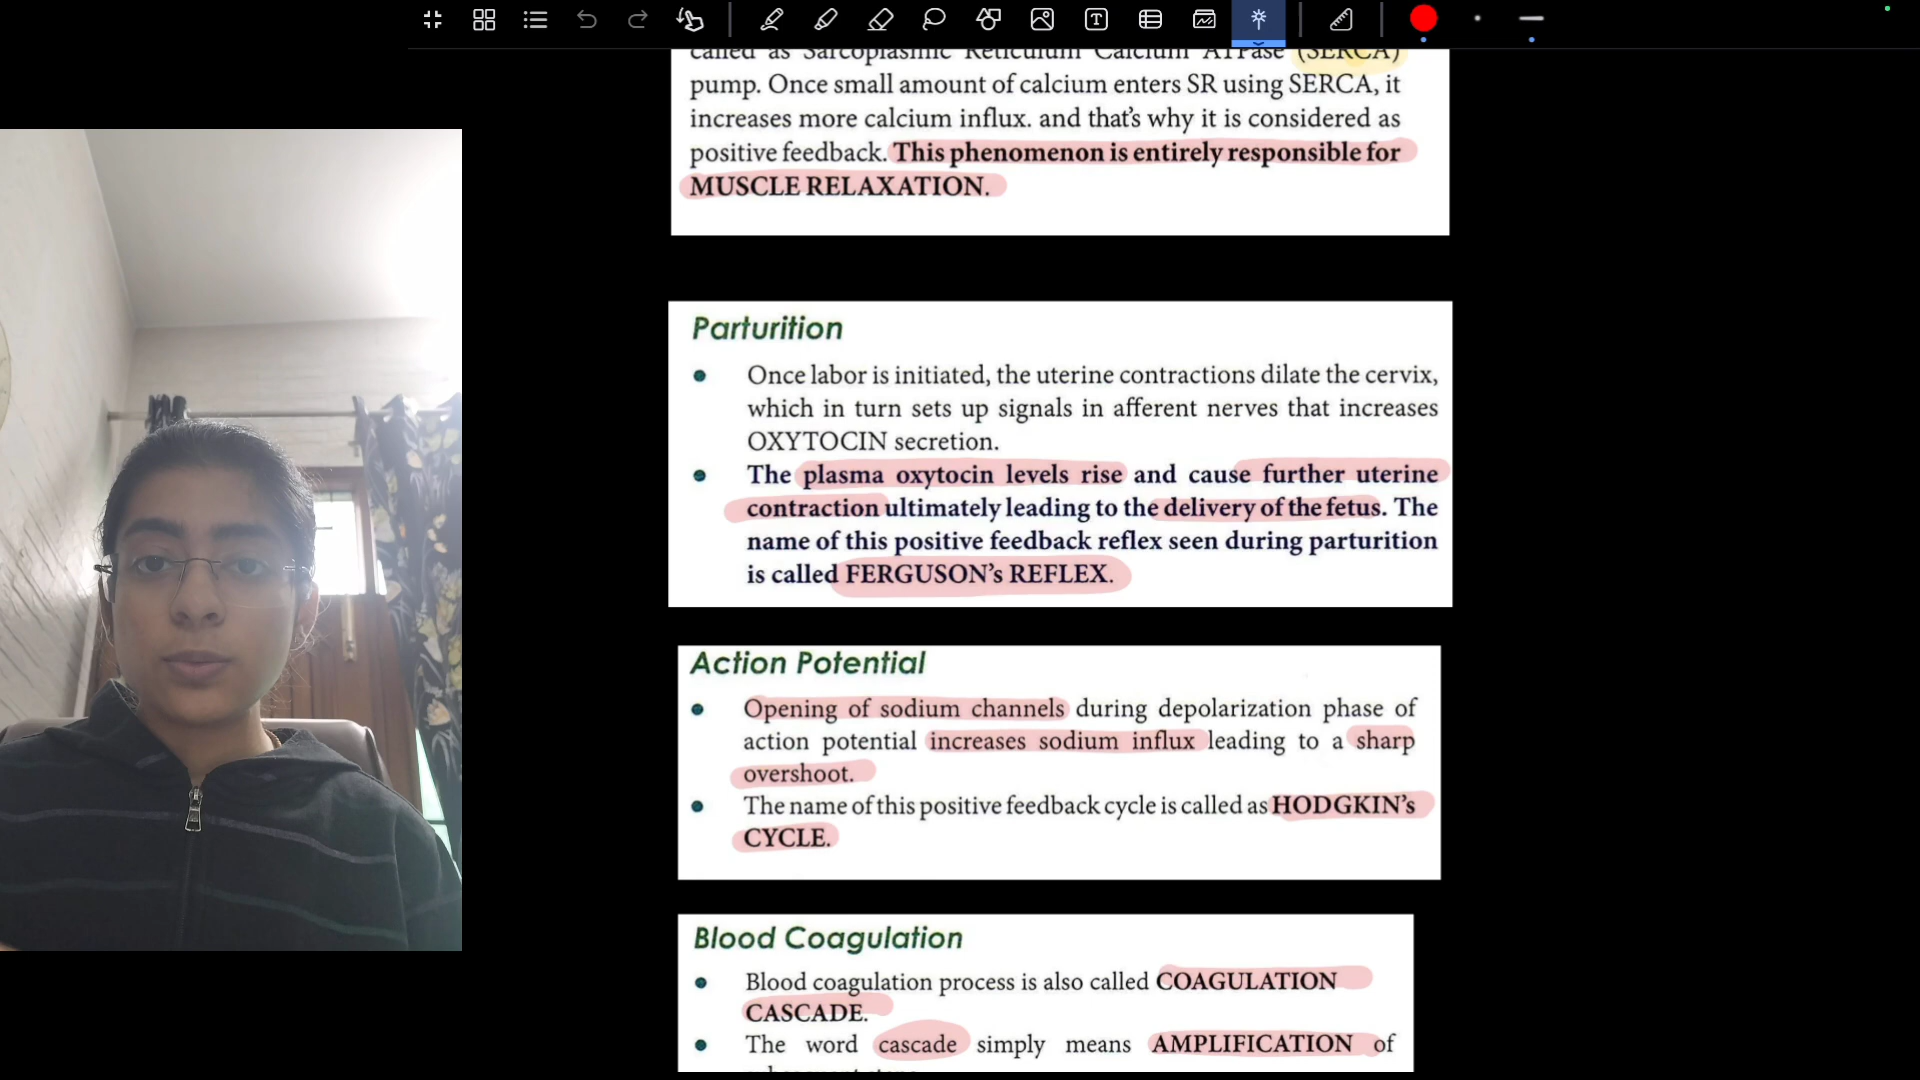 called as Sarcoplasmic Reticulum Calcium ATPase (SERCA)
pump. Once small amount of calcium enters SR using SERCA, it
increases more calcium influx. and that's why it is considered as
positive feedback. This phenomenon is entirely responsible for
MUSCLE RELAXATION.
Parturition
Once labor is initiated, the uterine contractions dilate the cervix,
which in turn sets up signals in afferent nerves that increases
OXYTOCIN secretion.
The plasma oxytocin levels rise and cause further uterine
contraction ultimately leading to the delivery of the fetus. The
name of this positive feedback reflex seen during parturition
is called FERGUSON's REFLEX.
Action Potential
Opening of sodium channels during depolarization phase of
action potential increases sodium influx leading to a sharp
overshoot.
The name of this positive feedback cycle is called as HODGKIN's
CYCLE.
Blood Coagulation
Blood coagulation process is also called COAGULATION
CASCADE.
The word cascade simply means AMPLIFICATION of